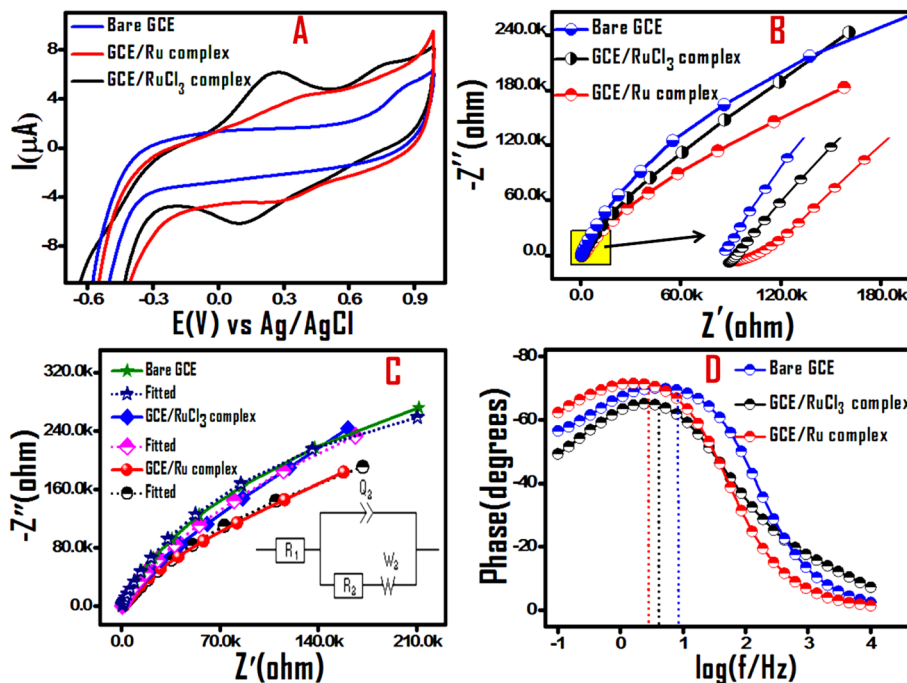 A
Bare GCE
GCE/Ru complex
GCE/RuCl3 complex
I(μA)
8
4
0
-4
-8
-0.6 -0.3 0.0 0.3 0.6 0.9
E(V) vs Ag/AgCl
B
Bare GCE
GCE/RuCl3 complex
GCE/Ru complex
-Z''(ohm)
240.0k
180.0k
120.0k
60.0k
0.0
0.0 60.0k 120.0k 180.0k
Z'(ohm)
C
Bare GCE
Fitted
GCE/RuCl3 complex
Fitted
GCE/Ru complex
Fitted
-Z''(ohm)
320.0k
240.0k
160.0k
80.0k
0.0
Q2
R1
W2
R2
0.0 70.0k 140.0k 210.0k
Z'(ohm)
D
Bare GCE
GCE/RuCl3 complex
GCE/Ru complex
Phase(degrees)
-80
-60
-40
-20
0
-1 0 1 2 3 4
log(f/Hz)